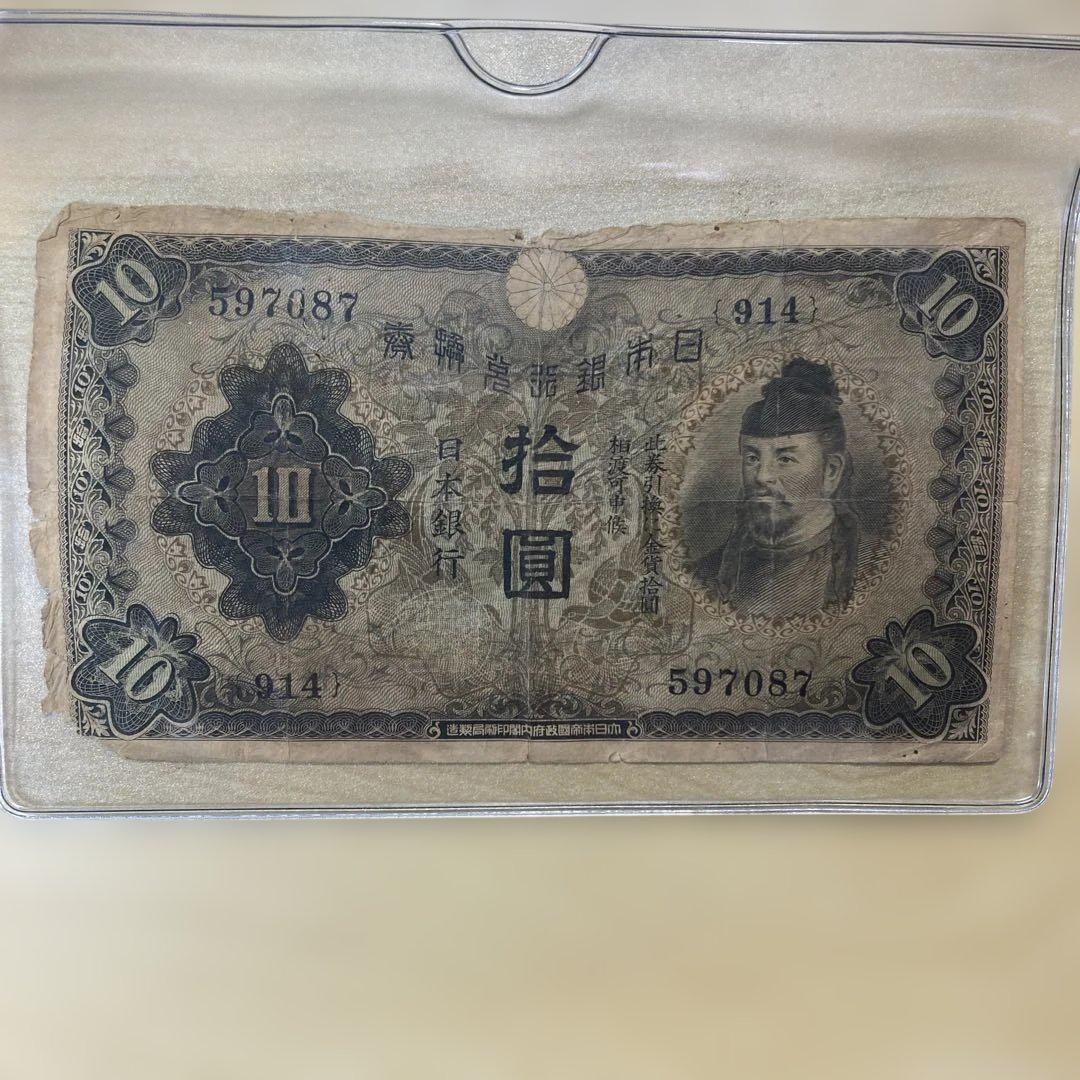 10
10
597087
{914}
日本銀行兌換券
拾圓
日本銀行
此券引換ニ金貨拾圓
相渡可申候
10
10
{914}
597087
10
大日本帝國政府内閣印刷局製造